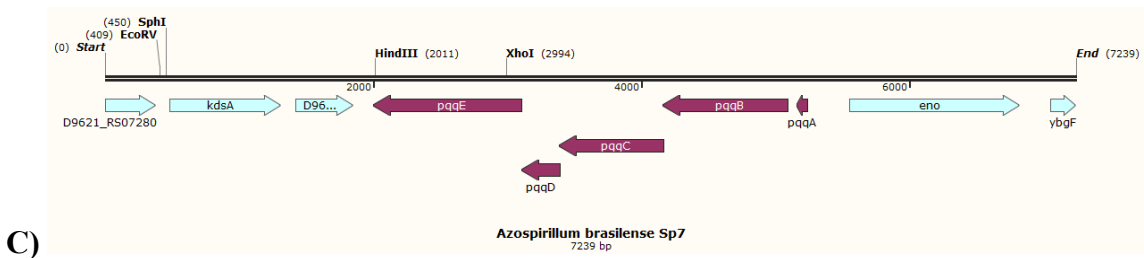 (450) SphI
(409) EcoRV
(0) Start
HindIII (2011)
XhoI (2994)
End (7239)
2000
4000
6000
kdsA
D96...
pqqE
pqqB
eno
D9621_RS07280
pqqA
ybgF
pqqC
pqqD
C)
Azospirillum brasilense Sp7
7239 bp